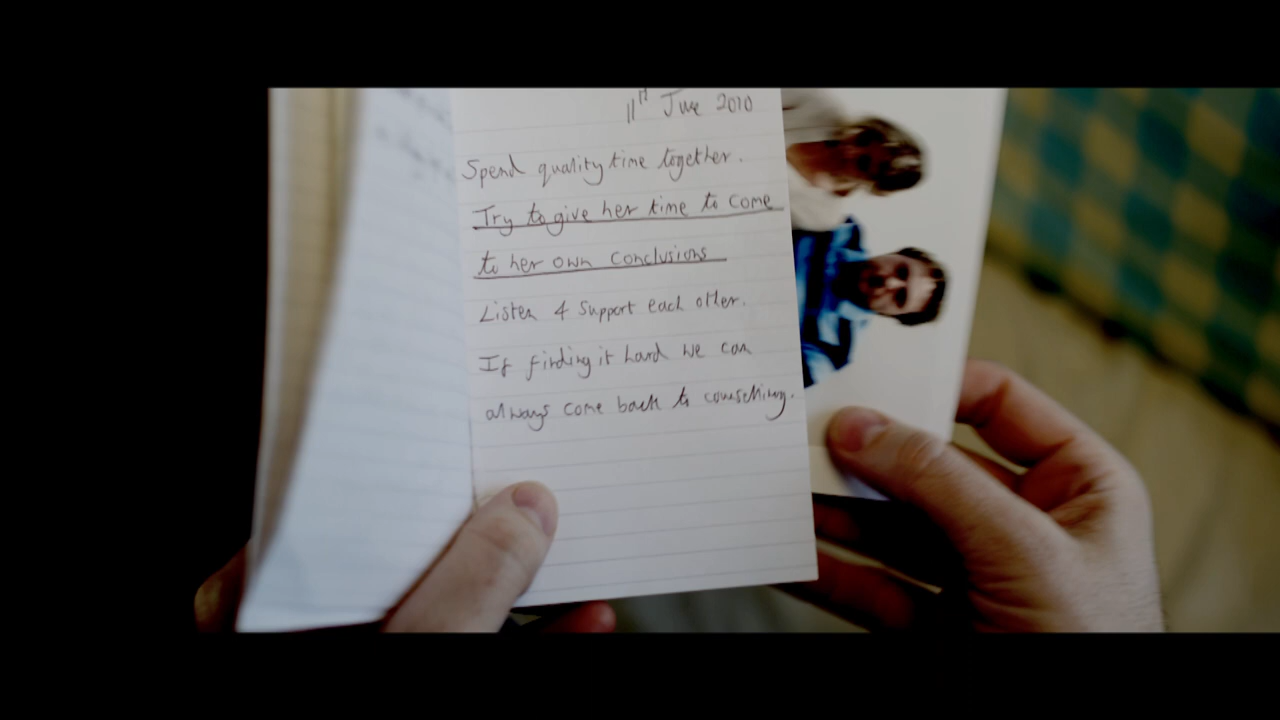 11th June 2010
Spend quality time together.
Try to give her time to come
to her own conclusions
Listen & support each other.
If finding it hard we can
always come back to counselling.